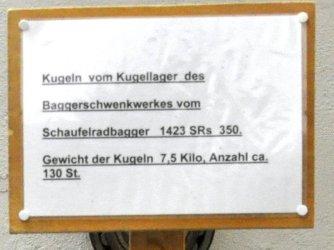 Kugeln vom Kugellager des
Baggerschwenkwerkes vom
Schaufelradbagger 1423 SRs 350.
Gewicht der Kugeln 7,5 Kilo, Anzahl ca.
130 St.